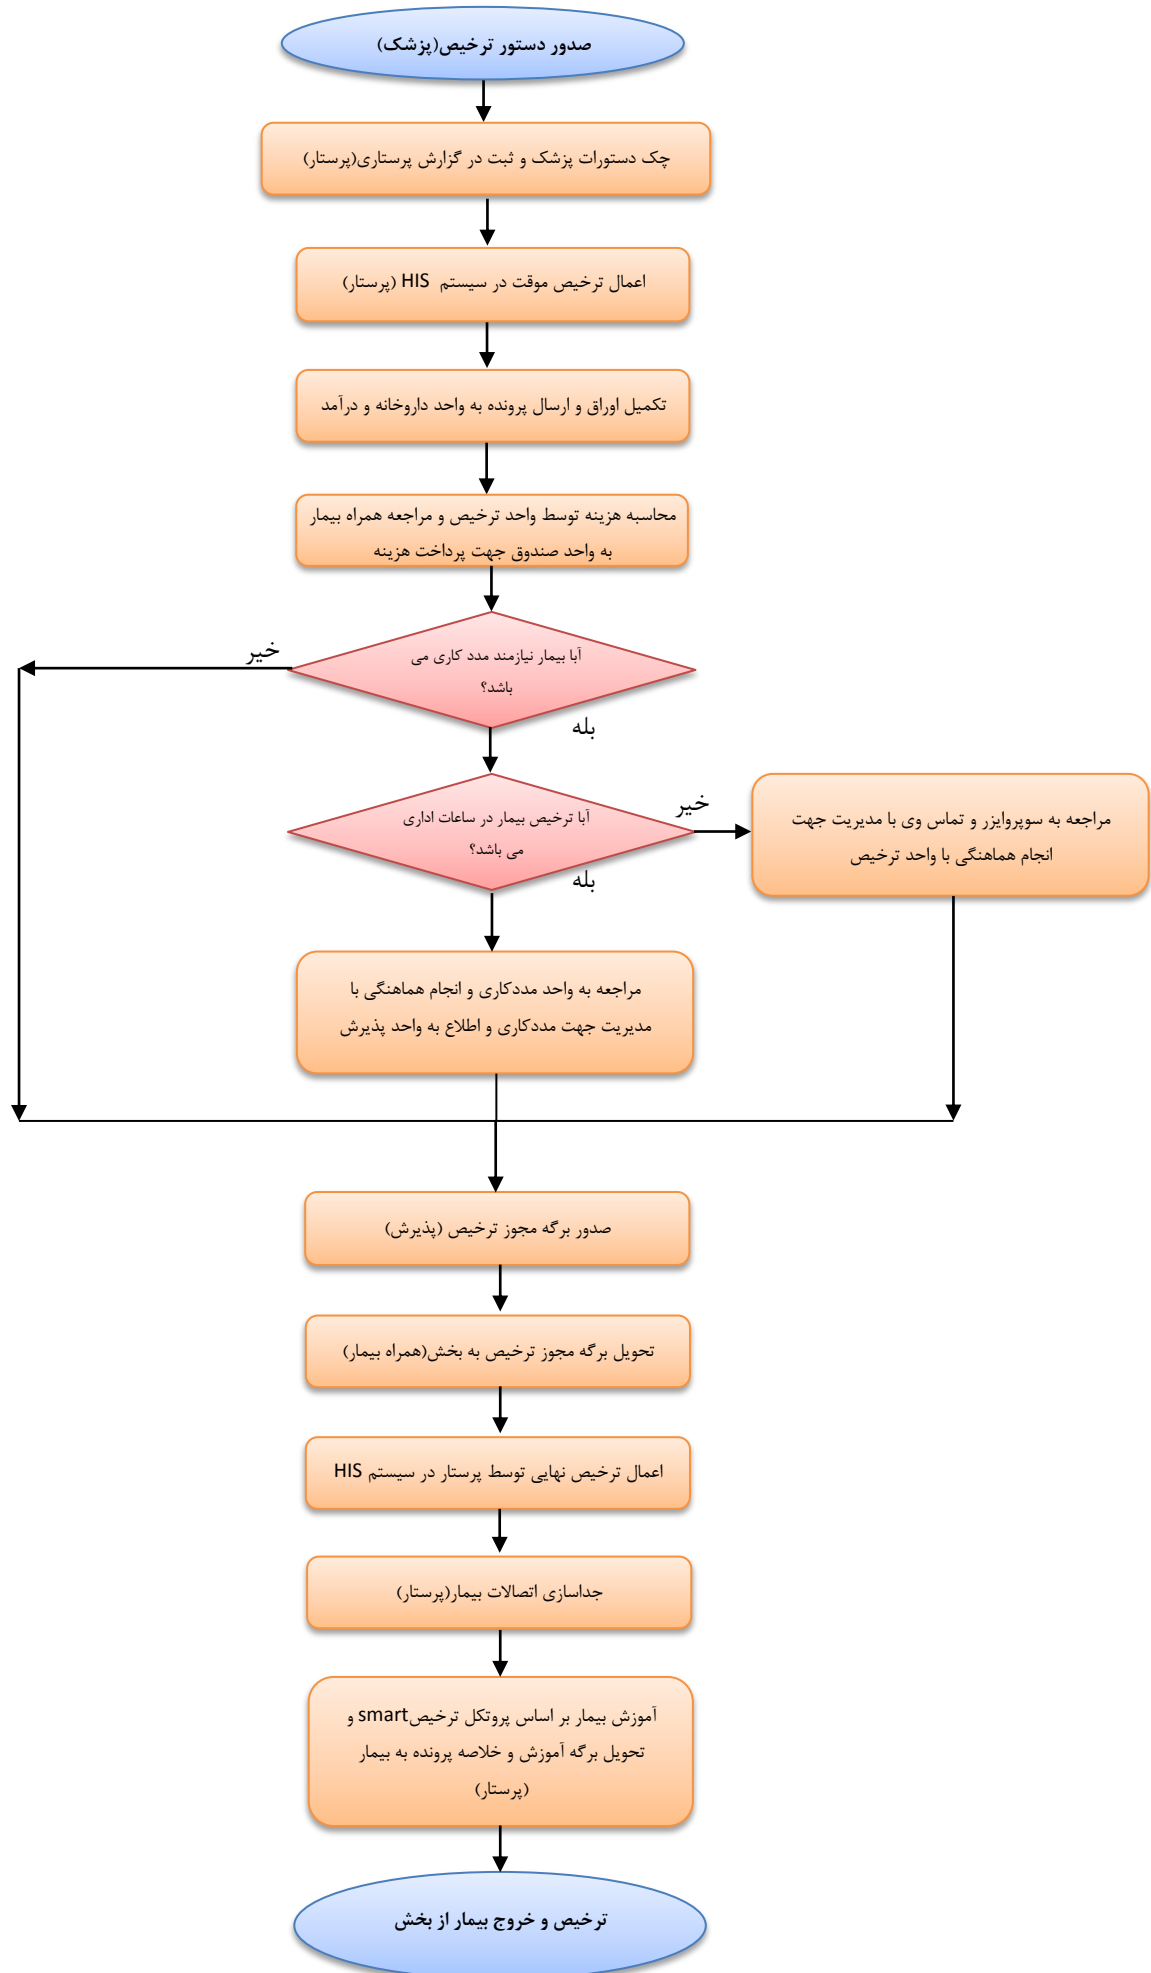 صدور دستور ترخیص(پزشک)
چک دستورات پزشک و ثبت در گزارش پرستاری(پرستار)
اعمال ترخیص موقت در سیستم HIS (پرستار)
تکمیل اوراق و ارسال پرونده به واحد داروخانه و درآمد
محاسبه هزینه توسط واحد ترخیص و مراجعه همراه بیمار
به واحد صندوق جهت پرداخت هزینه
خیر
آبا بیمار نیازمند مدد کاری می
باشد؟
بله
آبا ترخیص بیمار در ساعات اداری
می باشد؟
خیر
مراجعه به سوپروایزر و تماس وی با مدیریت جهت
انجام هماهنگی با واحد ترخیص
بله
مراجعه به واحد مددکاری و انجام هماهنگی با
مدیریت جهت مددکاری و اطلاع به واحد پذیرش
صدور برگه مجوز ترخیص (پذیرش)
تحویل برگه مجوز ترخیص به بخش(همراه بیمار)
اعمال ترخیص نهایی توسط پرستار در سیستم HIS
جداسازی اتصالات بیمار(پرستار)
آموزش بیمار بر اساس پروتکل ترخیصsmart و
تحویل برگه آموزش و خلاصه پرونده به بیمار
(پرستار)
ترخیص و خروج بیمار از بخش